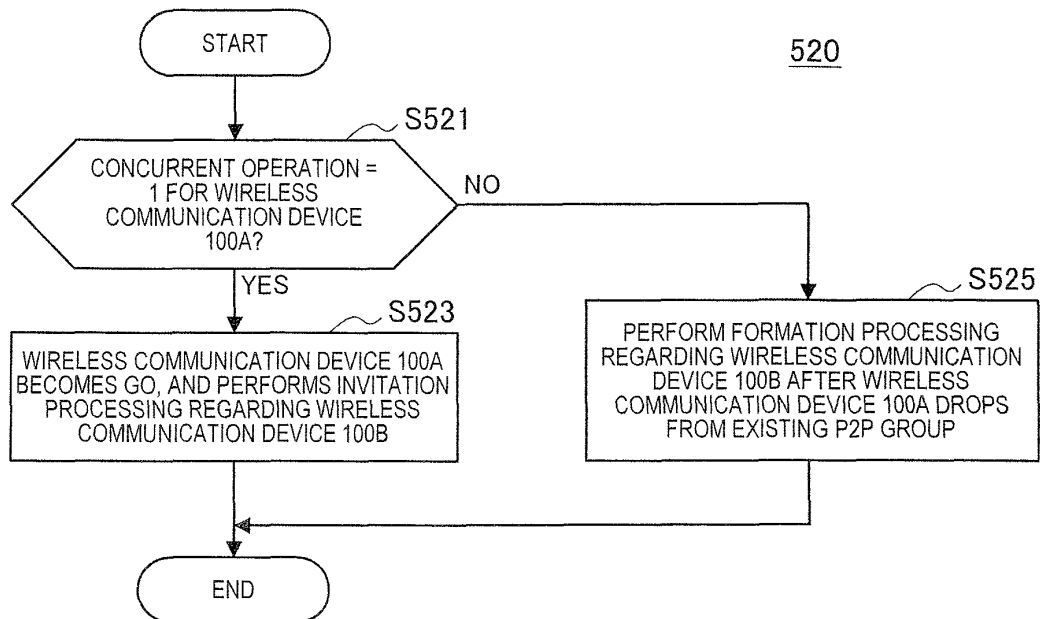 START
520
S521
CONCURRENT OPERATION =
1 FOR WIRELESS
COMMUNICATION DEVICE
100A?
NO
YES
S523
WIRELESS COMMUNICATION DEVICE 100A
BECOMES GO, AND PERFORMS INVITATION
PROCESSING REGARDING WIRELESS
COMMUNICATION DEVICE 100B
S525
PERFORM FORMATION PROCESSING
REGARDING WIRELESS COMMUNICATION
DEVICE 100B AFTER WIRELESS
COMMUNICATION DEVICE 100A DROPS
FROM EXISTING P2P GROUP
END